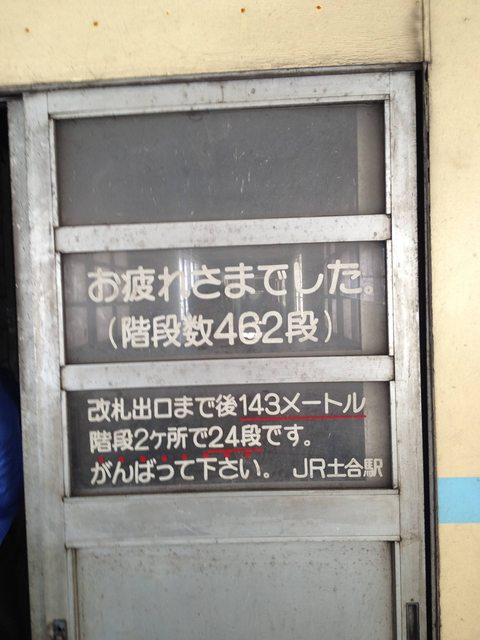 お疲れさまでした。
（階段数462段）
改札出口まで後143メートル
階段2ヶ所で24段です。
がんばって下さい。 JR土合駅